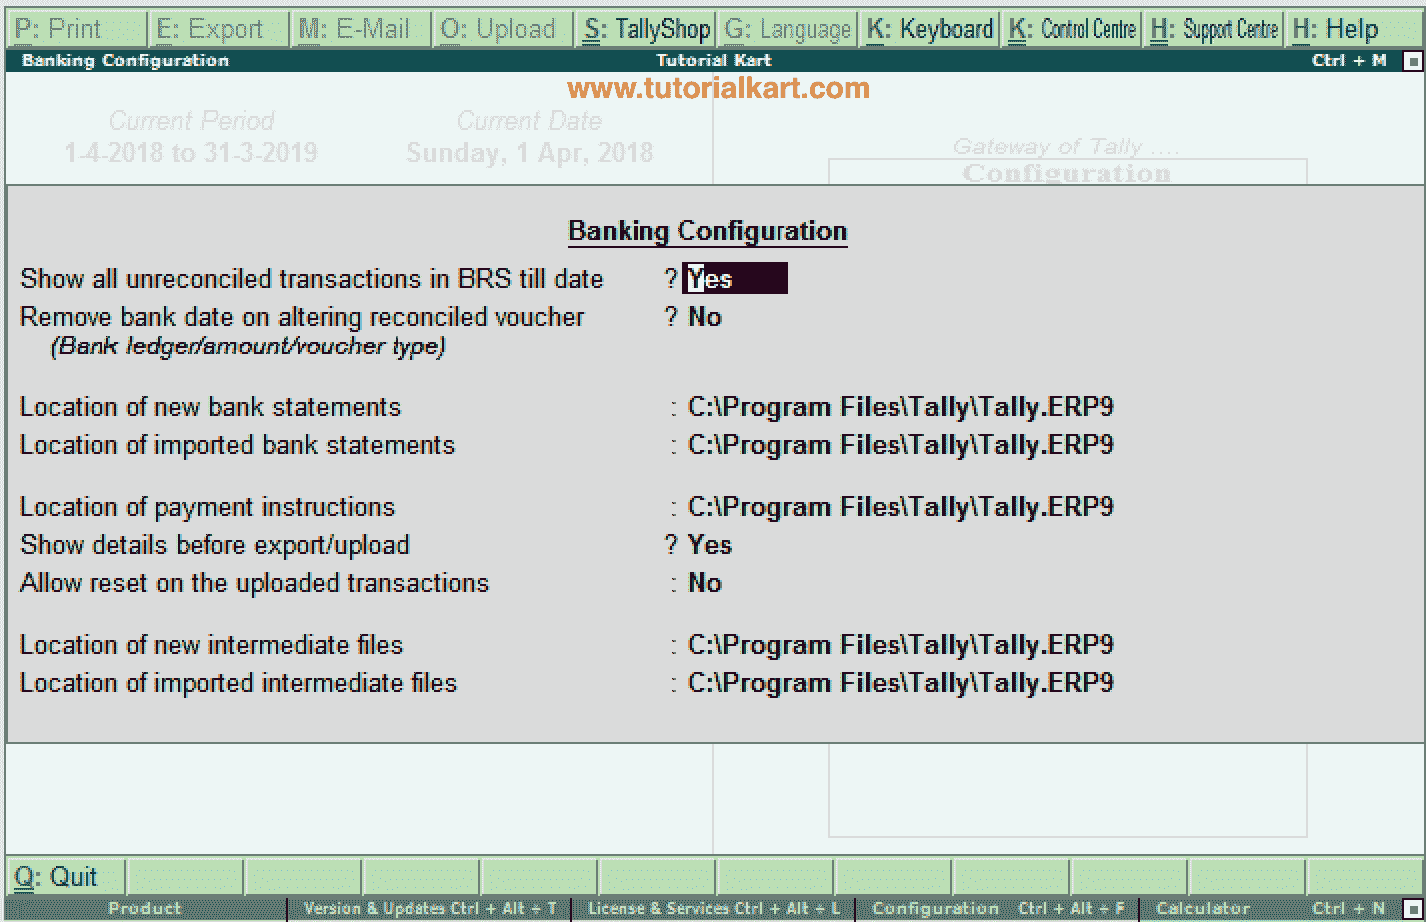 P: Print E: Export M: E-Mail O: Upload S: TallyShop G: Language K: Keyboard K: Control Centre H: Support Centre H: Help
Banking Configuration Tutorial Kart Ctrl + M
www.tutorialkart.com
Current Period Current Date
1-4-2018 to 31-3-2019 Sunday, 1 Apr, 2018
Gateway of Tally ....
Configuration
Banking Configuration
Show all unreconciled transactions in BRS till date ? Yes
Remove bank date on altering reconciled voucher ? No
(Bank ledger/amount/voucher type)
Location of new bank statements : C:\Program Files\Tally\Tally.ERP9
Location of imported bank statements : C:\Program Files\Tally\Tally.ERP9
Location of payment instructions : C:\Program Files\Tally\Tally.ERP9
Show details before export/upload ? Yes
Allow reset on the uploaded transactions : No
Location of new intermediate files : C:\Program Files\Tally\Tally.ERP9
Location of imported intermediate files : C:\Program Files\Tally\Tally.ERP9
Q: Quit
Product Version & Updates Ctrl + Alt + T License & Services Ctrl + Alt + L Configuration Ctrl + Alt + F Calculator Ctrl + N